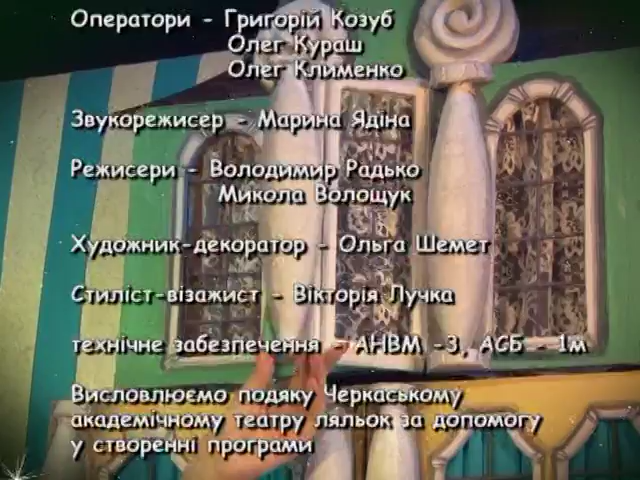 Оператори - Григорій Козуб
Олег Кураш
Олег Клименко
Звукорежисер - Марина Ядіна
Режисери - Володимир Радько
Микола Волощук
Художник-декоратор - Ольга Шемет
Стиліст-візажист - Вікторія Лучка
технічне забезпечення - АНВМ -3, АСБ - 1м
Висловлюємо подяку Черкаському
академічному театру ляльок за допомогу
у створенні програми